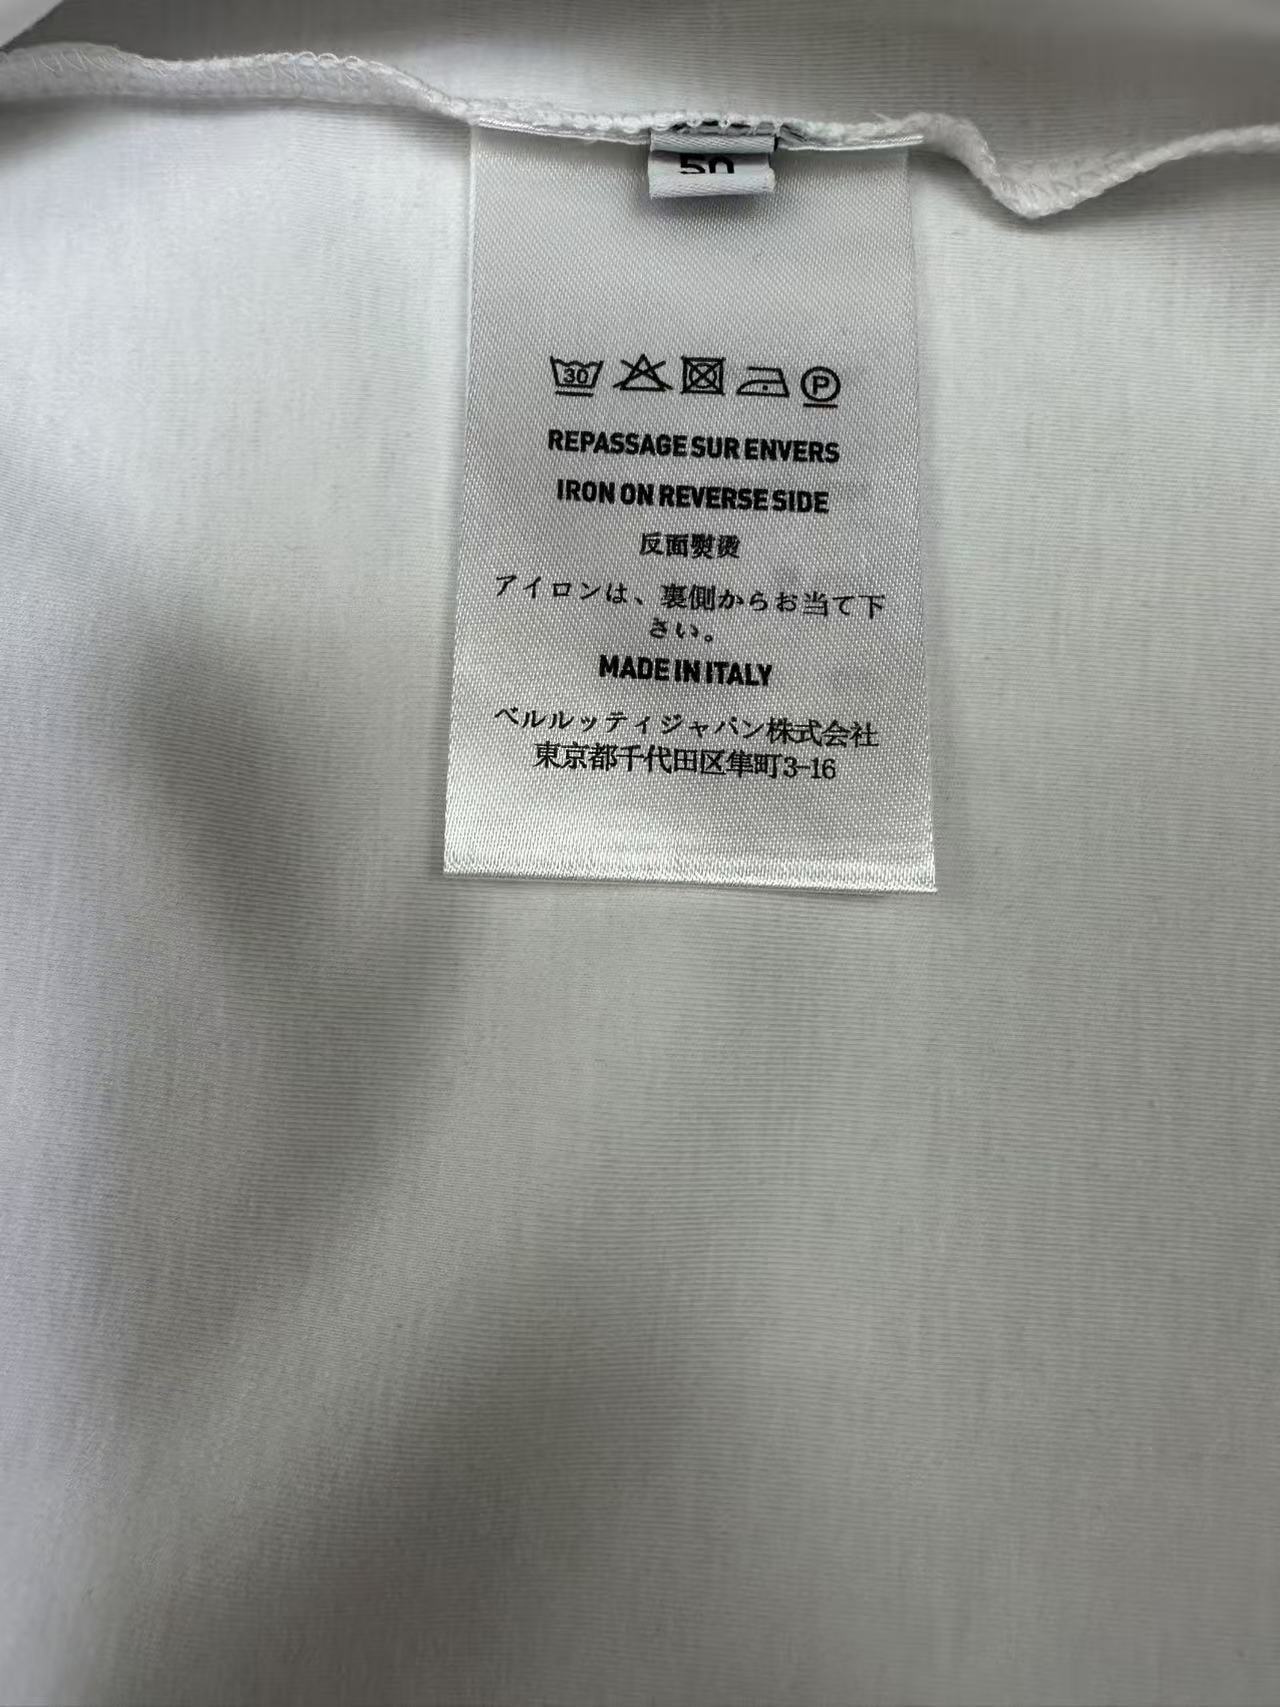 50
30
P
REPASSAGE SUR ENVERS
IRON ON REVERSE SIDE
反面熨烫
アイロンは、裏側からお当て下
さい。
MADE IN ITALY
ベルルッティジャパン株式会社
東京都千代田区隼町3-16